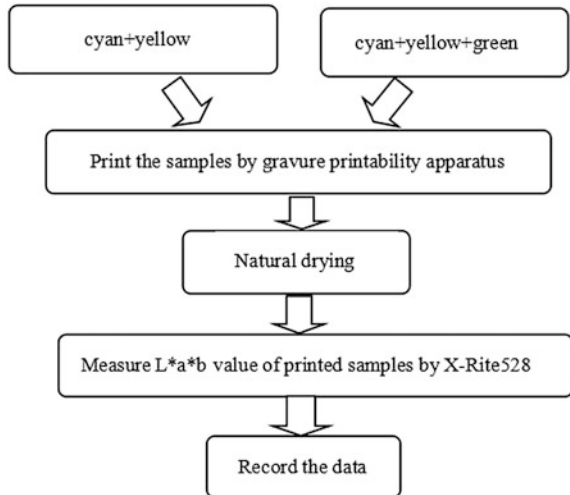 cyan+yellow
cyan+yellow+green
Print the samples by gravure printability apparatus
Natural drying
Measure L*a*b value of printed samples by X-Rite528
Record the data